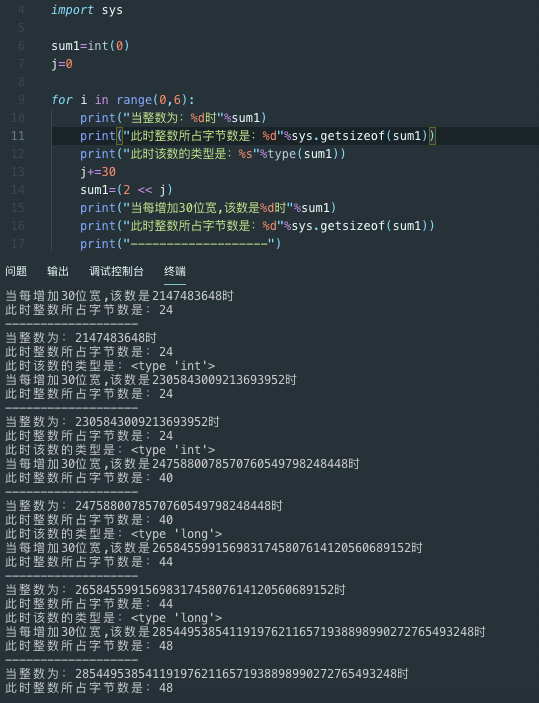 4 import sys
5
6 sum1=int(0)
7 j=0
8
9 for i in range(0,6):
10 print("当整数为: %d时"%sum1)
11 print("此时整数所占字节数是: %d"%sys.getsizeof(sum1))
12 print("此时该数的类型是: %s"%type(sum1))
13 j+=30
14 sum1=(2 << j)
15 print("当每增加30位宽,该数是%d时"%sum1)
16 print("此时整数所占字节数是: %d"%sys.getsizeof(sum1))
17 print("-------------------")
问题 输出 调试控制台 终端
当每增加30位宽,该数是2147483648时
此时整数所占字节数是: 24
-------------------
当整数为: 2147483648时
此时整数所占字节数是: 24
此时该数的类型是: <type 'int'>
当每增加30位宽,该数是2305843009213693952时
此时整数所占字节数是: 24
-------------------
当整数为: 2305843009213693952时
此时整数所占字节数是: 24
此时该数的类型是: <type 'int'>
当每增加30位宽,该数是2475880078570760549798248448时
此时整数所占字节数是: 40
-------------------
当整数为: 2475880078570760549798248448时
此时整数所占字节数是: 40
此时该数的类型是: <type 'long'>
当每增加30位宽,该数是2658455991569831745807614120560689152时
此时整数所占字节数是: 44
-------------------
当整数为: 2658455991569831745807614120560689152时
此时整数所占字节数是: 44
此时该数的类型是: <type 'long'>
当每增加30位宽,该数是2854495385411919762116571938898990272765493248时
此时整数所占字节数是: 48
-------------------
当整数为: 2854495385411919762116571938898990272765493248时
此时整数所占字节数是: 48